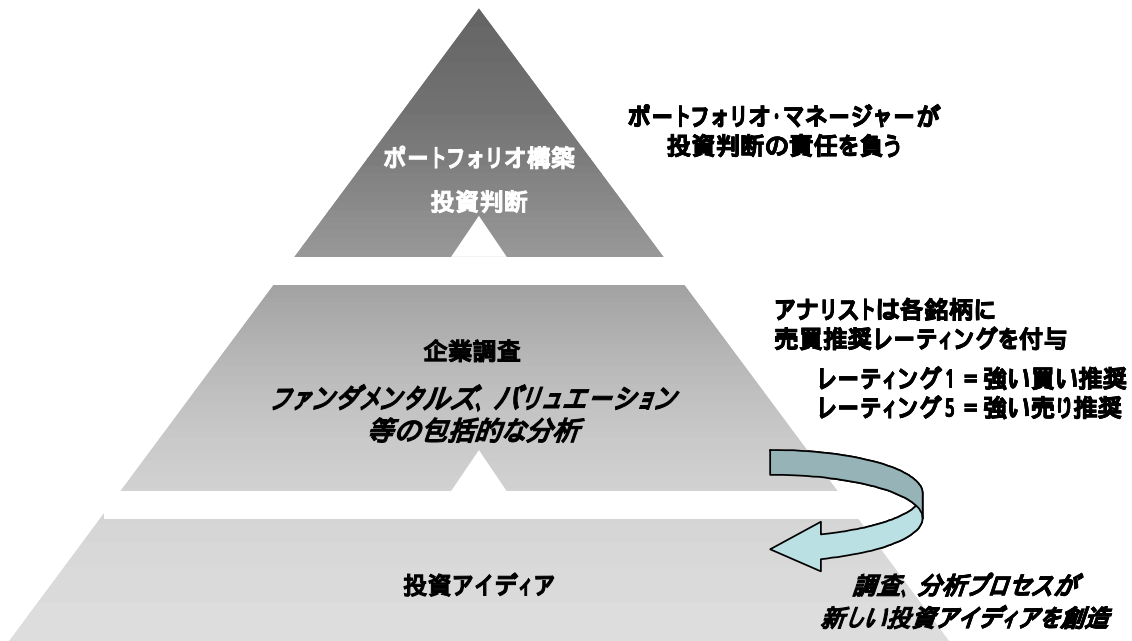 ポートフォリオ・マネージャーが
投資判断の責任を負う
ポートフォリオ構築
投資判断
アナリストは各銘柄に
売買推奨レーティングを付与
レーティング1 = 強い買い推奨
レーティング5 = 強い売り推奨
企業調査
ファンダメンタルズ、バリュエーション
等の包括的な分析
投資アイディア
調査、分析プロセスが
新しい投資アイディアを創造